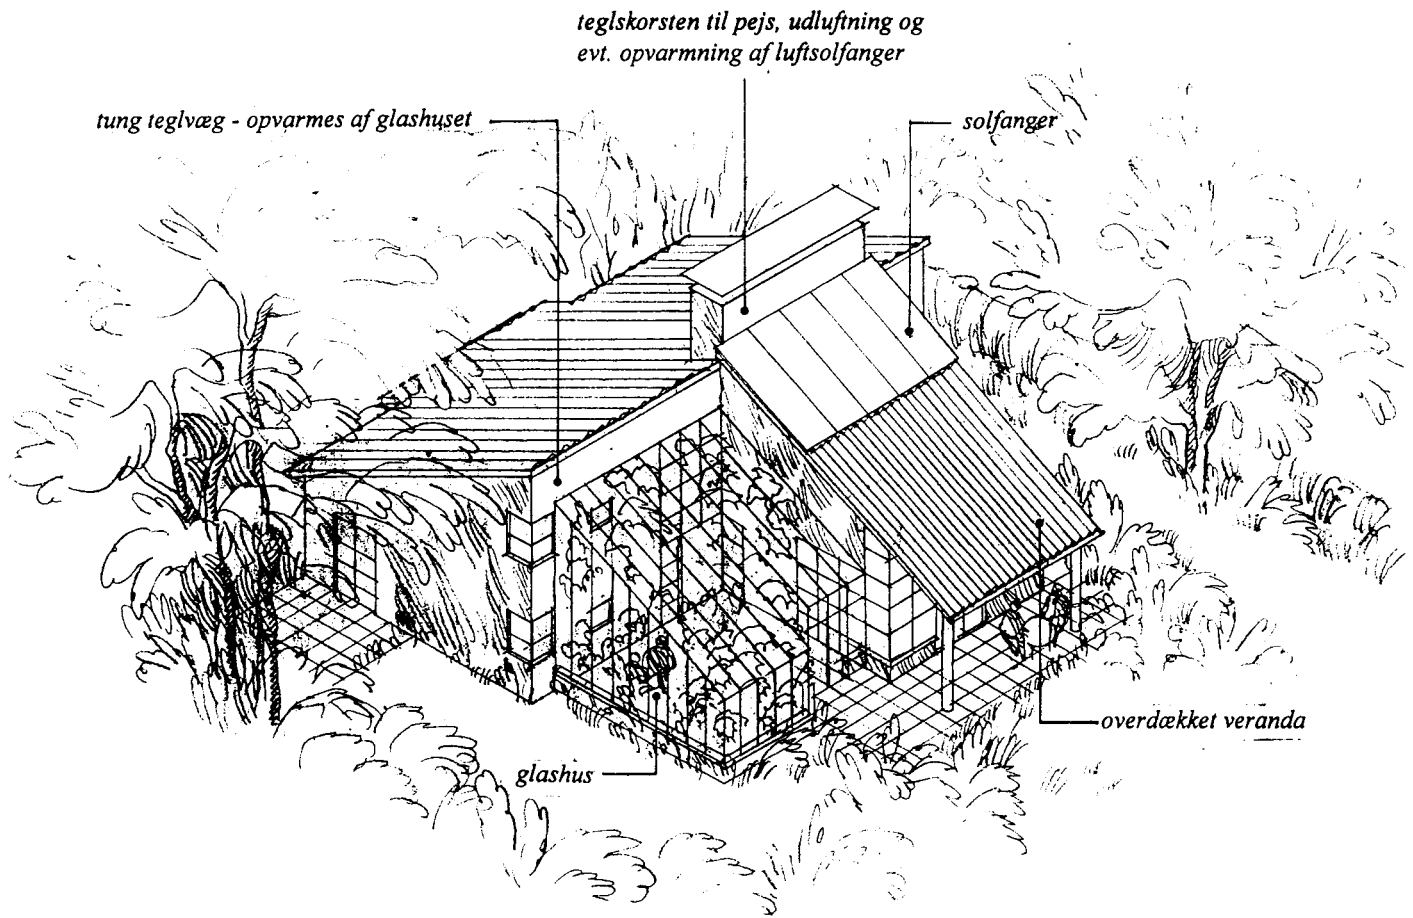 teglskorsten til pejs, udluftning og
evt. opvarmning af luftsolfanger
tung teglvæg - opvarmes af glashuset
solfanger
overdækket veranda
glashus